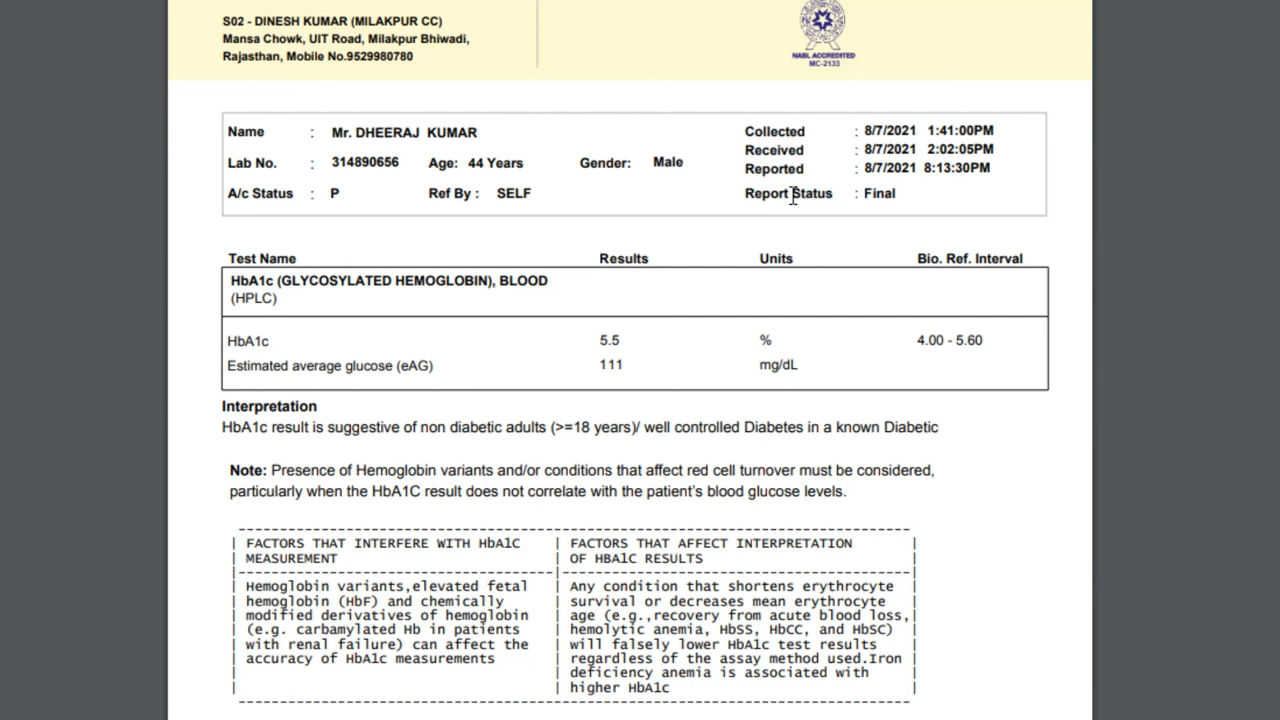 S02 - DINESH KUMAR (MILAKPUR CC)
Mansa Chowk, UIT Road, Milakpur Bhiwadi,
Rajasthan, Mobile No.9529980780
NABL ACCREDITED
MC-2133
Name : Mr. DHEERAJ KUMAR
Collected : 8/7/2021 1:41:00PM
Received : 8/7/2021 2:02:05PM
Lab No. : 314890656 Age: 44 Years Gender: Male
Reported : 8/7/2021 8:13:30PM
A/c Status : P Ref By : SELF Report Status : Final
Test Name Results Units Bio. Ref. Interval
HbA1c (GLYCOSYLATED HEMOGLOBIN), BLOOD
(HPLC)
HbA1c 5.5 % 4.00 - 5.60
Estimated average glucose (eAG) 111 mg/dL
Interpretation
HbA1c result is suggestive of non diabetic adults (>=18 years)/ well controlled Diabetes in a known Diabetic
Note: Presence of Hemoglobin variants and/or conditions that affect red cell turnover must be considered,
particularly when the HbA1C result does not correlate with the patient's blood glucose levels.
FACTORS THAT INTERFERE WITH HbA1C
MEASUREMENT
FACTORS THAT AFFECT INTERPRETATION
OF HBA1C RESULTS
Hemoglobin variants,elevated fetal
hemoglobin (HbF) and chemically
modified derivatives of hemoglobin
(e.g. carbamylated Hb in patients
with renal failure) can affect the
accuracy of HbA1c measurements
Any condition that shortens erythrocyte
survival or decreases mean erythrocyte
age (e.g.,recovery from acute blood loss,
hemolytic anemia, HbSS, HbCC, and HbSC)
will falsely lower HbA1c test results
regardless of the assay method used.Iron
deficiency anemia is associated with
higher HbA1c